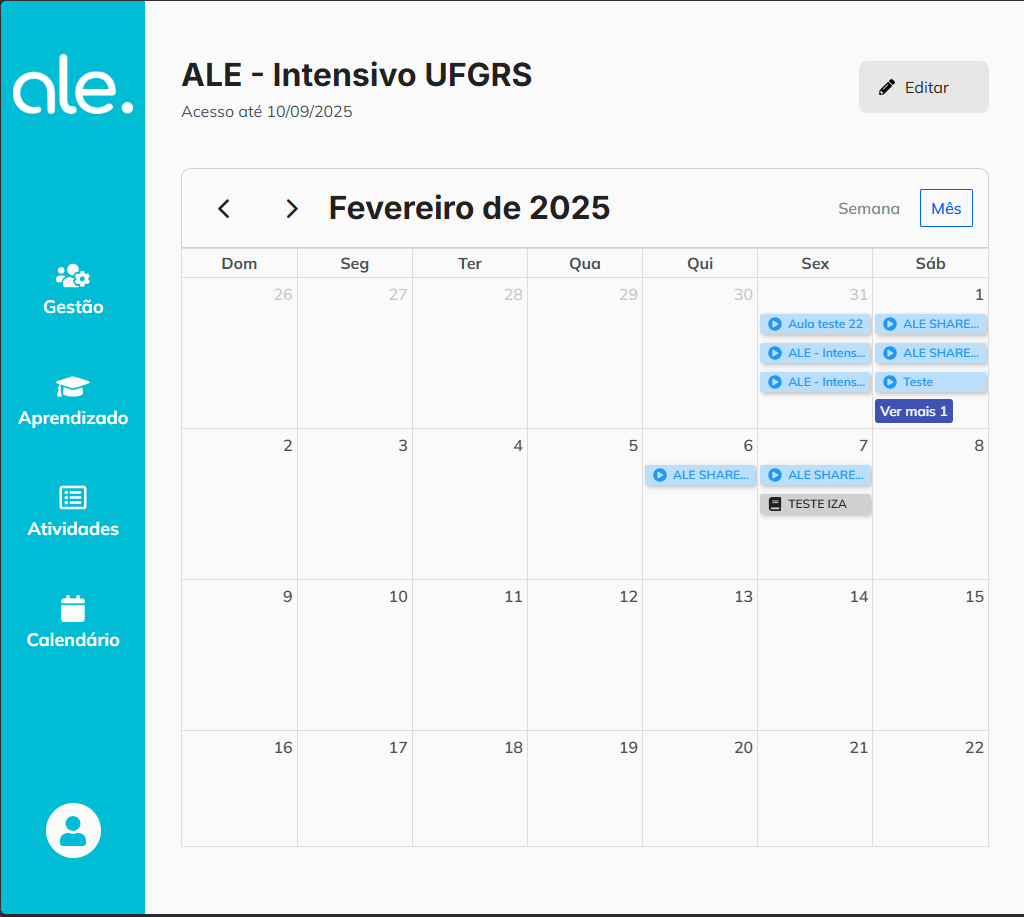 ale.
Gestão
Aprendizado
Atividades
Calendário
ALE - Intensivo UFGRS
Acesso até 10/09/2025
Editar
Fevereiro de 2025
Semana Mês
Dom Seg Ter Qua Qui Sex Sáb
26 27 28 29 30 31 1
Aula teste 22 ALE SHARE...
ALE - Intens... ALE SHARE...
ALE - Intens... Teste
Ver mais 1
2 3 4 5 6 7 8
ALE SHARE... ALE SHARE...
TESTE IZA
9 10 11 12 13 14 15
16 17 18 19 20 21 22